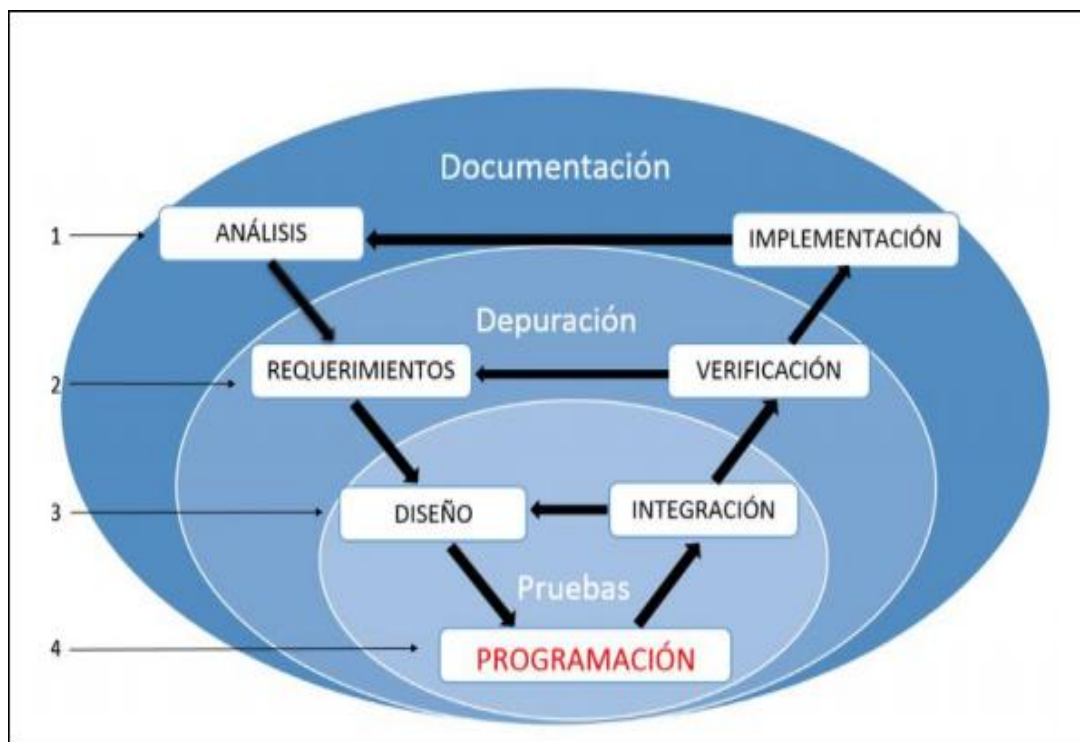 Documentación
1
ANÁLISIS
IMPLEMENTACIÓN
Depuración
2
REQUERIMIENTOS
VERIFICACIÓN
3
DISEÑO
INTEGRACIÓN
Pruebas
4
PROGRAMACIÓN